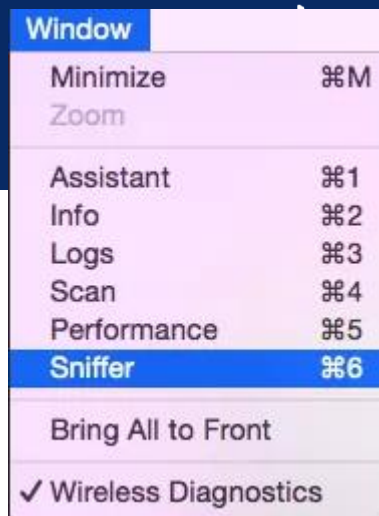 Window
Minimize ⌘M
Zoom
Assistant ⌘1
Info ⌘2
Logs ⌘3
Scan ⌘4
Performance ⌘5
Sniffer ⌘6
Bring All to Front
✓ Wireless Diagnostics